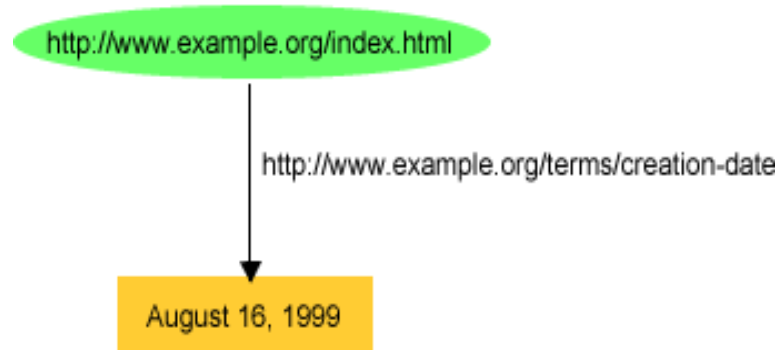 http://www.example.org/index.html
http://www.example.org/terms/creation-date
August 16, 1999